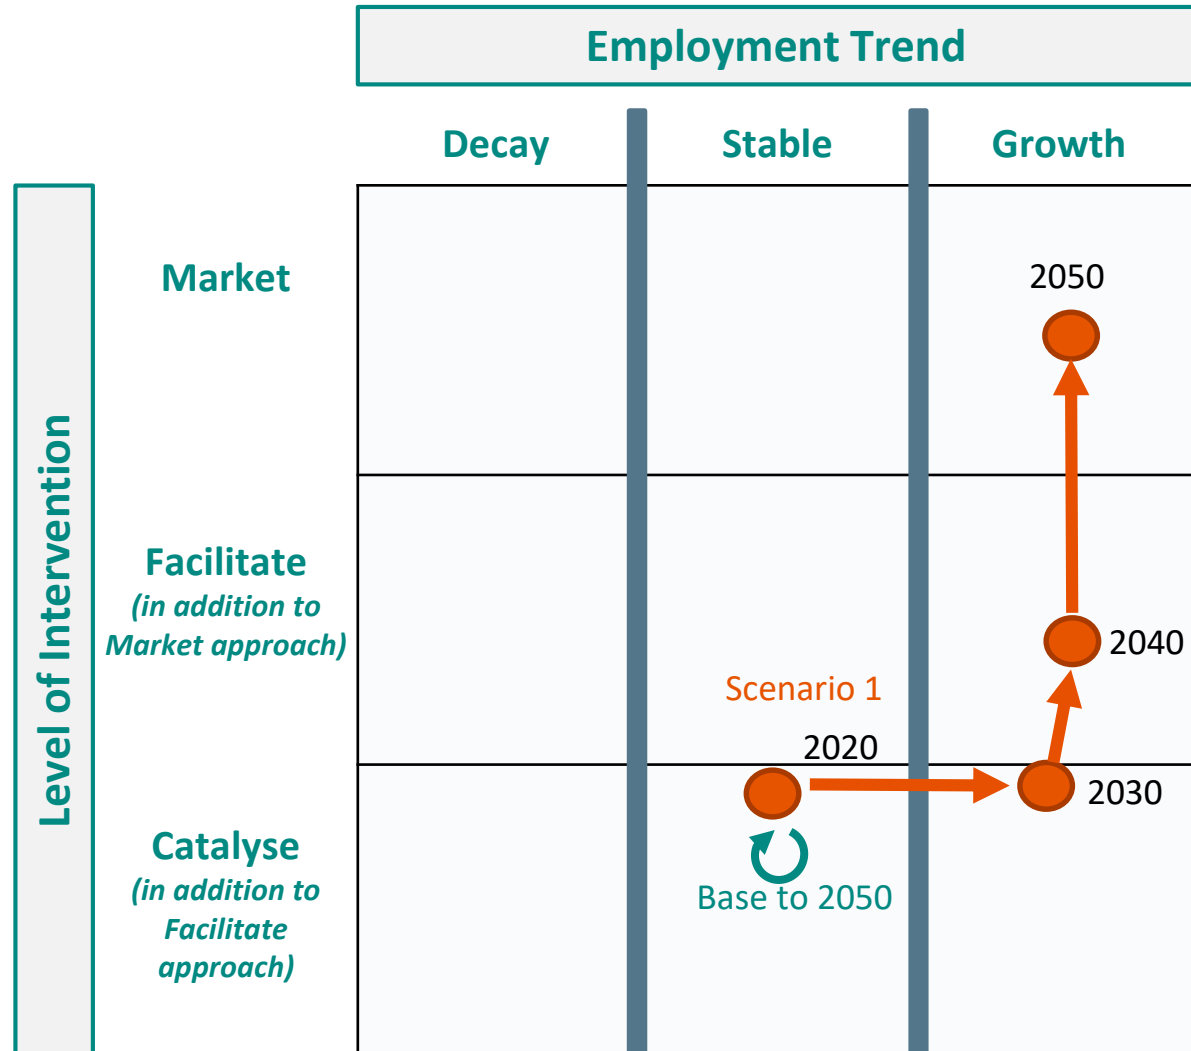 Employment Trend
Decay
Stable
Growth
Level of Intervention
Market
2050
Facilitate
(in addition to
Market approach)
2040
Scenario 1
2020
2030
Catalyse
(in addition to
Facilitate
approach)
Base to 2050